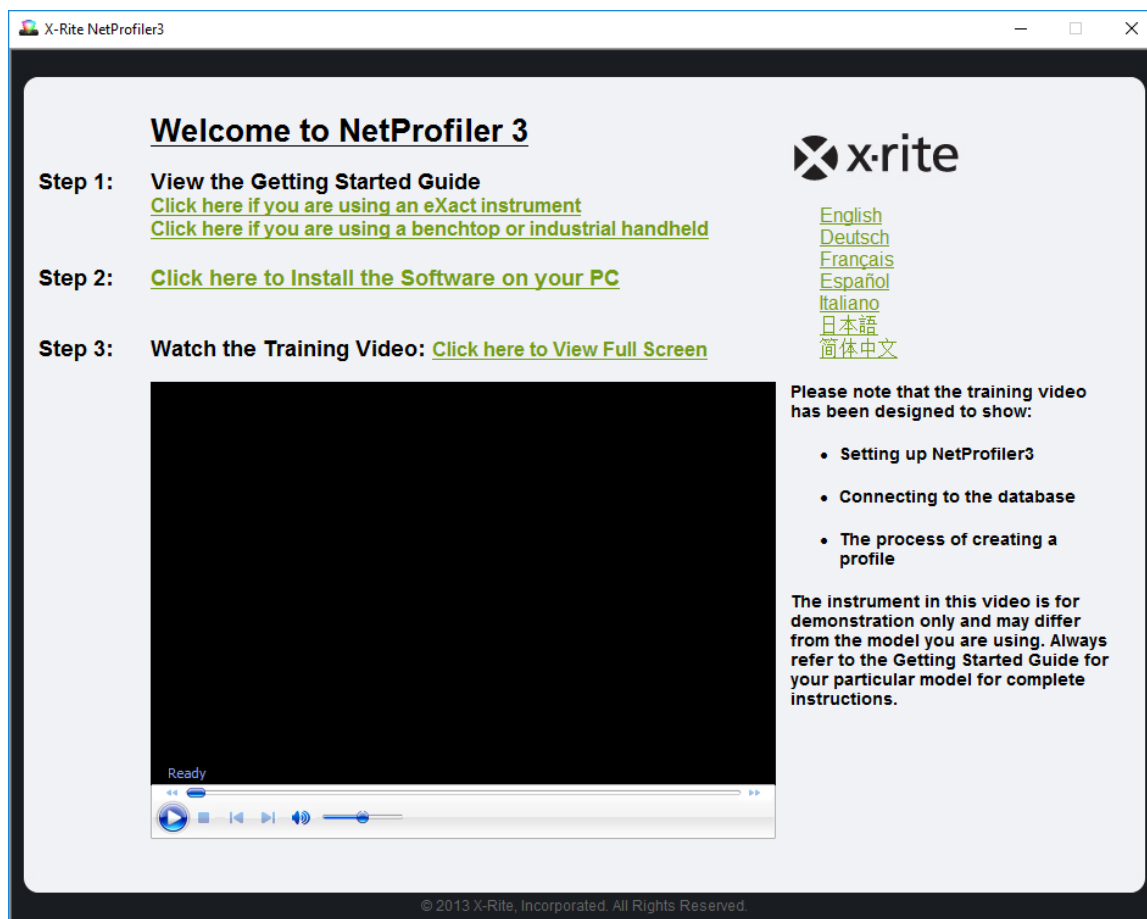 X-Rite NetProfiler3
Welcome to NetProfiler 3
x·rite
Step 1: View the Getting Started Guide
Click here if you are using an eXact instrument
Click here if you are using a benchtop or industrial handheld
English
Deutsch
Français
Español
Italiano
日本語
简体中文
Step 2: Click here to Install the Software on your PC
Step 3: Watch the Training Video: Click here to View Full Screen
Please note that the training video
has been designed to show:
• Setting up NetProfiler3
• Connecting to the database
• The process of creating a
profile
The instrument in this video is for
demonstration only and may differ
from the model you are using. Always
refer to the Getting Started Guide for
your particular model for complete
instructions.
Ready
© 2013 X-Rite, Incorporated. All Rights Reserved.